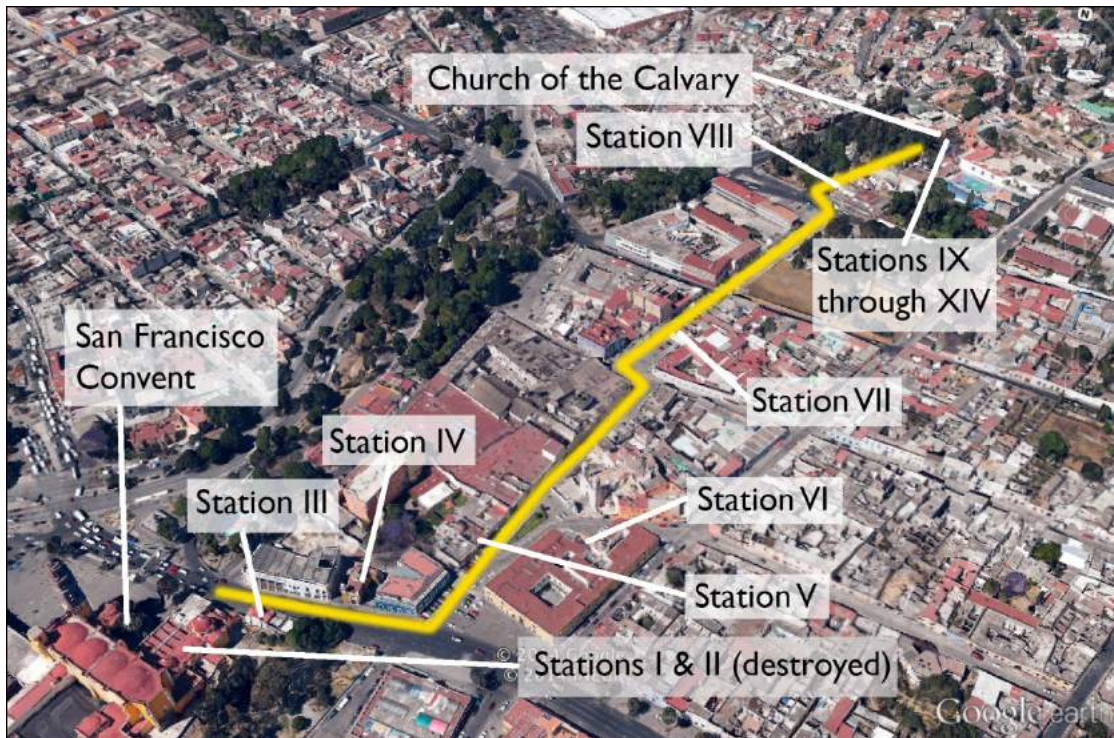 N
Church of the Calvary
Station VIII
Stations IX
through XIV
San Francisco
Convent
Station VII
Station IV
Station III
Station VI
Station V
Stations I & II (destroyed)
Google earth